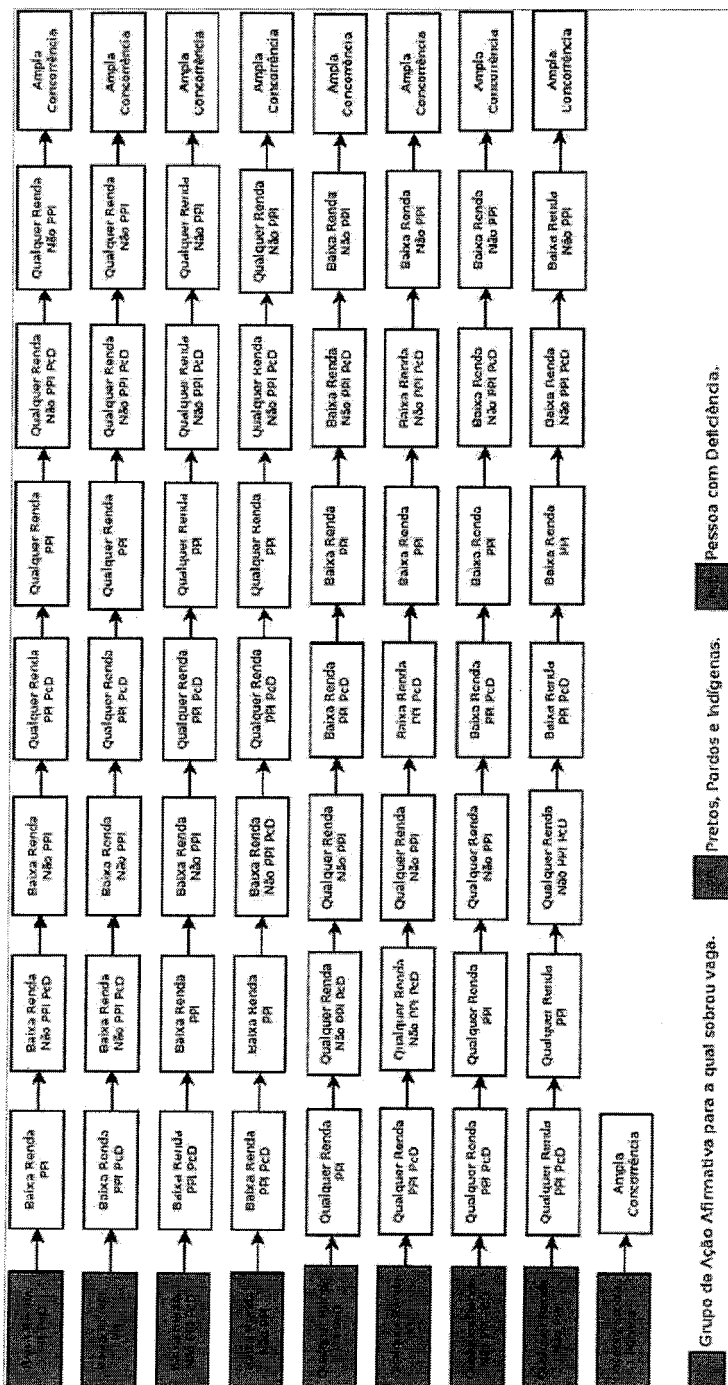 Baixa Renda Baixa Renda Baixa Renda Qualquer Renda Qualquer Renda Qualquer Renda Qualquer Renda Ampla
PPI Não PPI PcD Não PPI PPI PcD PPI Não PPI PcD Não PPI Concorrência
Baixa Renda Baixa Renda Baixa Renda Qualquer Renda Qualquer Renda Qualquer Renda Qualquer Renda Ampla
PPI PcD Não PPI PcD Não PPI PPI PcD PPI Não PPI PcD Não PPI Concorrência
Baixa Renda Baixa Renda Baixa Renda Qualquer Renda Qualquer Renda Qualquer Renda Qualquer Renda Ampla
PPI PcD PPI Não PPI PPI PcD PPI Não PPI PcD Não PPI Concorrência
Baixa Renda Baixa Renda Baixa Renda Qualquer Renda Qualquer Renda Qualquer Renda Qualquer Renda Ampla
PPI PcD PPI Não PPI PcD PPI PcD PPI Não PPI PcD Não PPI Concorrência
Qualquer Renda Qualquer Renda Qualquer Renda Baixa Renda Baixa Renda Baixa Renda Baixa Renda Ampla
PPI Não PPI PcD Não PPI PPI PcD PPI Não PPI PcD Não PPI Concorrência
Qualquer Renda Qualquer Renda Qualquer Renda Baixa Renda Baixa Renda Baixa Renda Baixa Renda Ampla
PPI PcD Não PPI PcD Não PPI PPI PcD PPI Não PPI PcD Não PPI Concorrência
Qualquer Renda Qualquer Renda Qualquer Renda Baixa Renda Baixa Renda Baixa Renda Baixa Renda Ampla
PPI PcD PPI Não PPI PPI PcD PPI Não PPI PcD Não PPI Concorrência
Qualquer Renda Qualquer Renda Qualquer Renda Baixa Renda Baixa Renda Baixa Renda Baixa Renda Ampla
PPI PcD PPI Não PPI PcD PPI PcD PPI Não PPI PcD Não PPI Concorrência
Ampla
Concorrência
Grupo de Ação Afirmativa para a qual sobrou vaga. Pretos, Pardos e Indígenas. Pessoa com Deficiência.